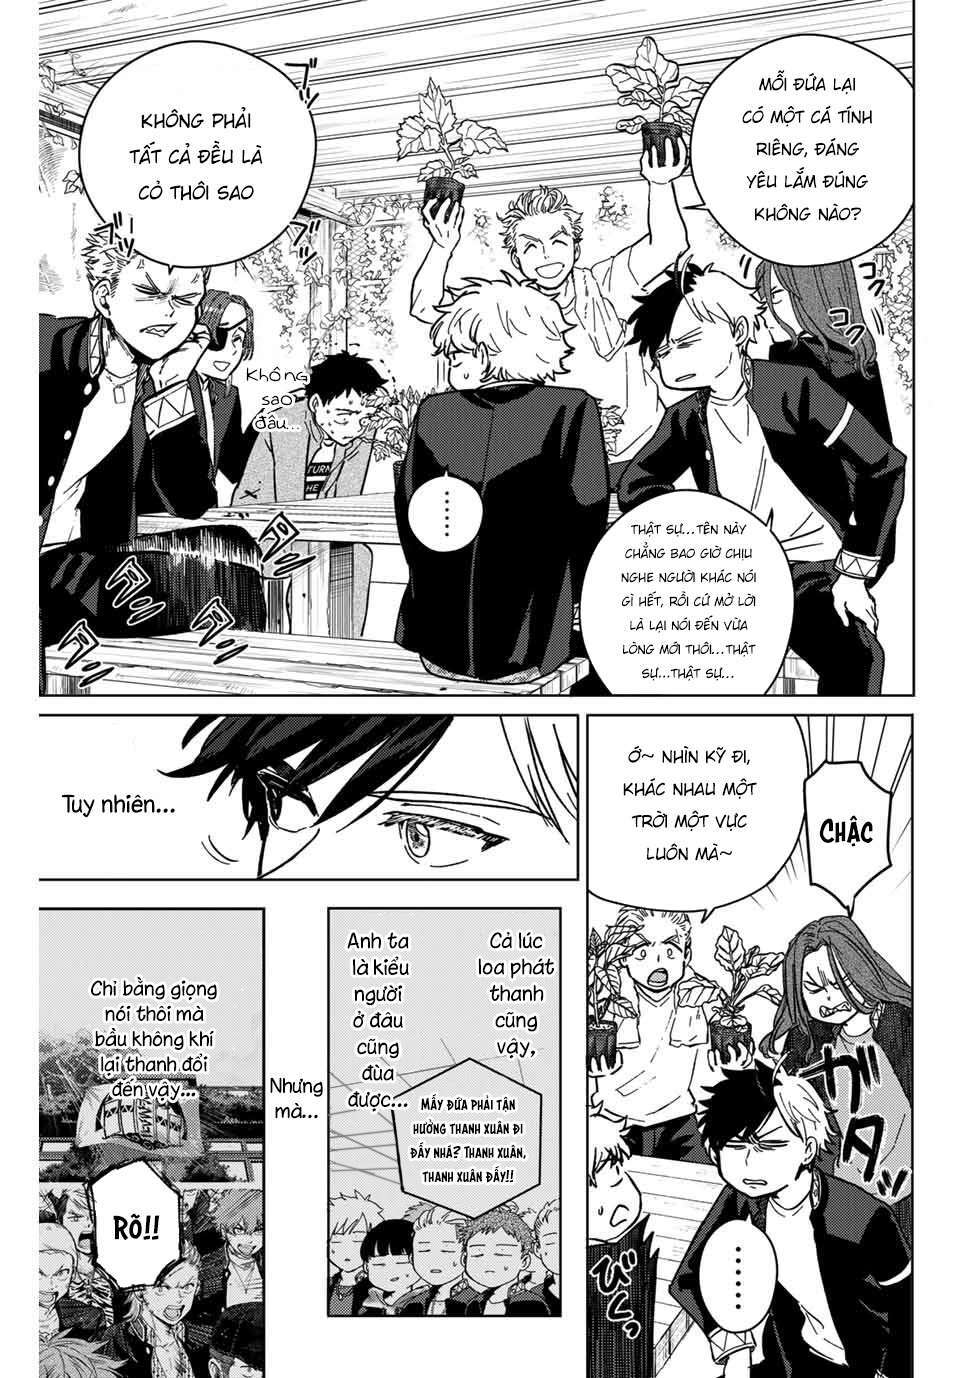 MỖI ĐỨA LẠI
CÓ MỘT CÁ TÍNH
RIÊNG, ĐÁNG
YÊU LẮM ĐÚNG
KHÔNG NÀO?
KHÔNG PHẢI
TẤT CẢ ĐỀU LÀ
CỎ THÔI SAO
Không
sao
đâu...
THẬT SỰ...TÊN NÀY
CHẲNG BAO GIỜ CHỊU
NGHE NGƯỜI KHÁC NÓI
GÌ HẾT, RỒI CỨ MỞ LỜI
LÀ LẠI NÓI ĐẾN VỪA
LÒNG MỚI THÔI...THẬT
SỰ...THẬT SỰ...
Ớ~ NHÌN KỸ ĐI,
KHÁC NHAU MỘT
TRỜI MỘT VỰC
LUÔN MÀ~
CHẬC
ガタ
びくっ
Tuy nhiên...
Cả lúc
loa phát
thanh
cũng
vậy,
Anh ta
là kiểu
người
ở đâu
cũng
đùa
được...
MẤY ĐỨA PHẢI TẬN
HƯỞNG THANH XUÂN ĐI
ĐẤY NHÁ? THANH XUÂN,
THANH XUÂN ĐẤY!!
Nhưng
mà...
Chỉ bằng giọng
nói thôi mà
bầu không khí
lại thanh đổi
đến vậy...
RÕ!!